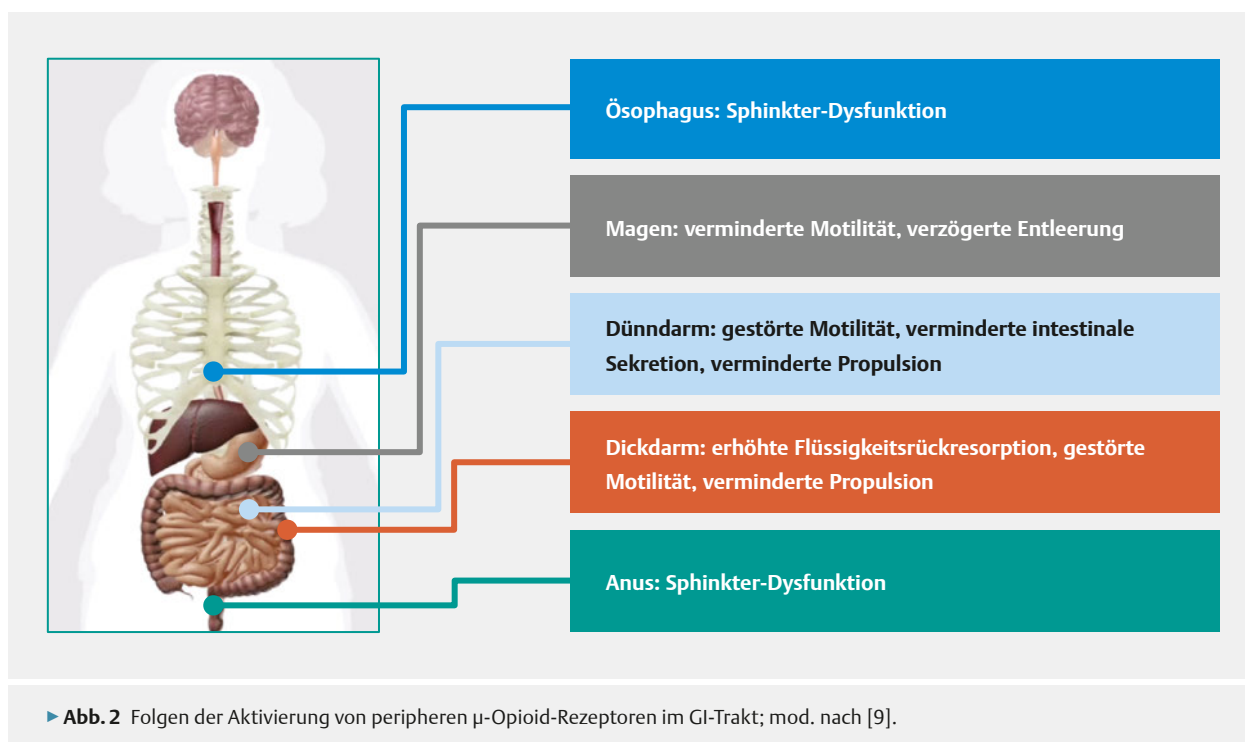 Ösophagus: Sphinkter-Dysfunktion
Magen: verminderte Motilität, verzögerte Entleerung
Dünndarm: gestörte Motilität, verminderte intestinale
Sekretion, verminderte Propulsion
Dickdarm: erhöhte Flüssigkeitsrückresorption, gestörte
Motilität, verminderte Propulsion
Anus: Sphinkter-Dysfunktion
▶ Abb. 2 Folgen der Aktivierung von peripheren µ-Opioid-Rezeptoren im GI-Trakt; mod. nach [9].